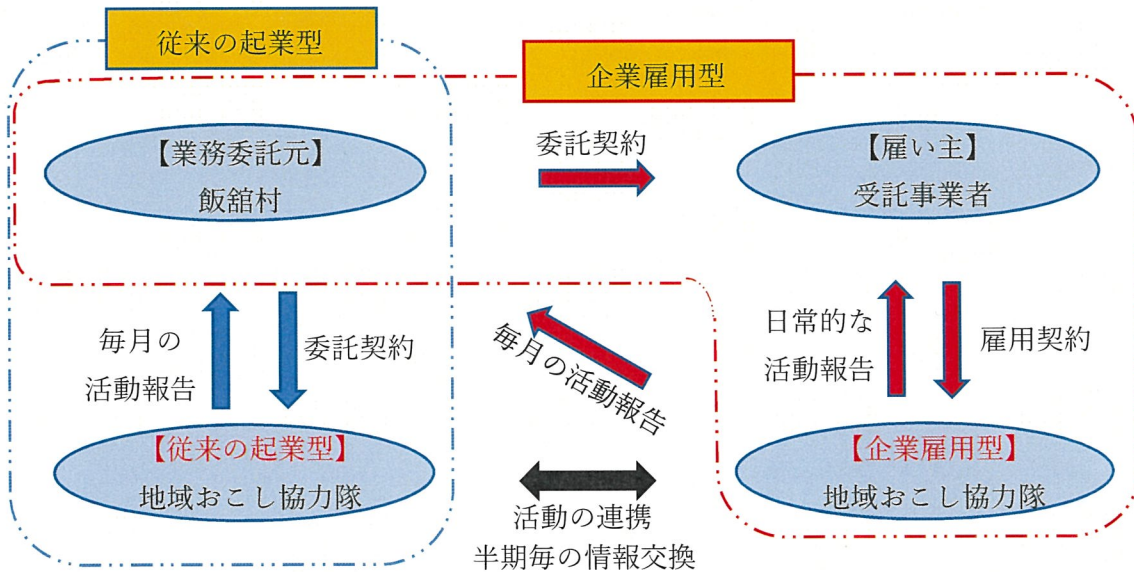 従来の起業型
企業雇用型
【業務委託元】
飯舘村
委託契約
【雇い主】
受託事業者
毎月の
活動報告
委託契約
毎月の活動報告
日常的な
活動報告
雇用契約
【従来の起業型】
地域おこし協力隊
活動の連携
半期毎の情報交換
【企業雇用型】
地域おこし協力隊